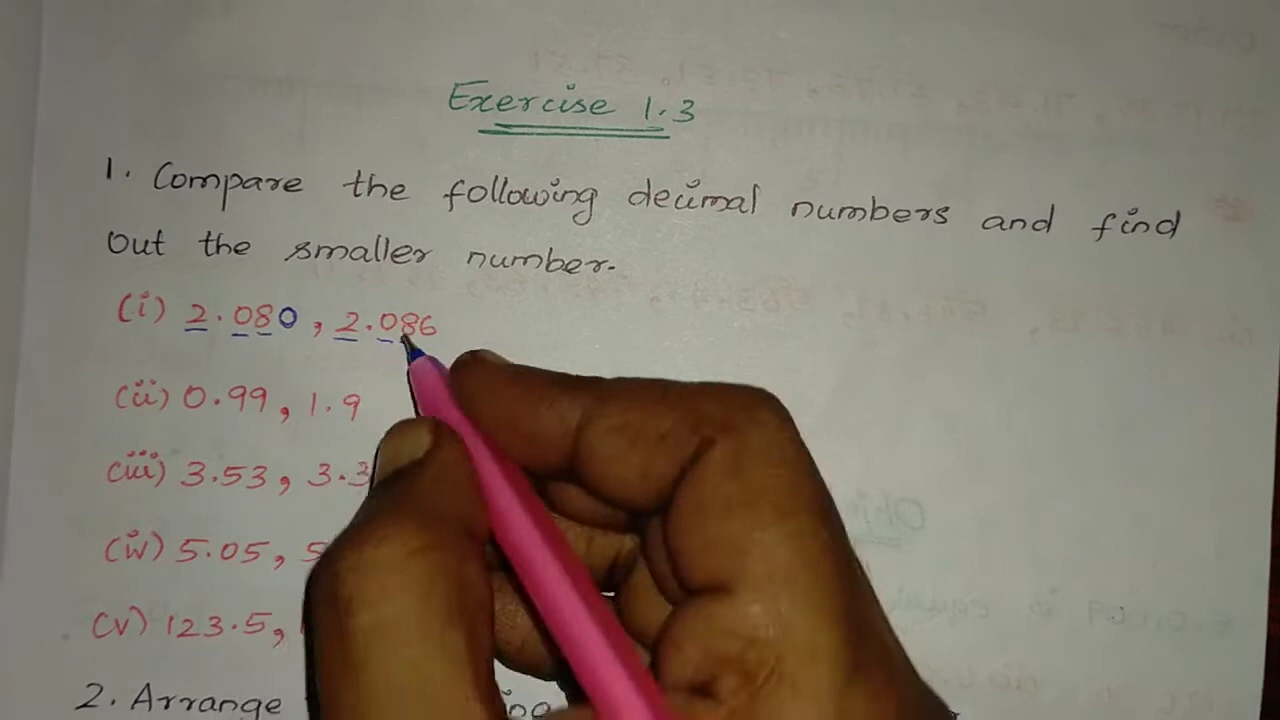 Exercise 1.3
1. Compare the following decimal numbers and find
out the smaller number.
(i) 2.080, 2.086
(ii) 0.99, 1.9
(iii) 3.53, 3.3
(iv) 5.05, 5
(v) 123.5,
2. Arrange